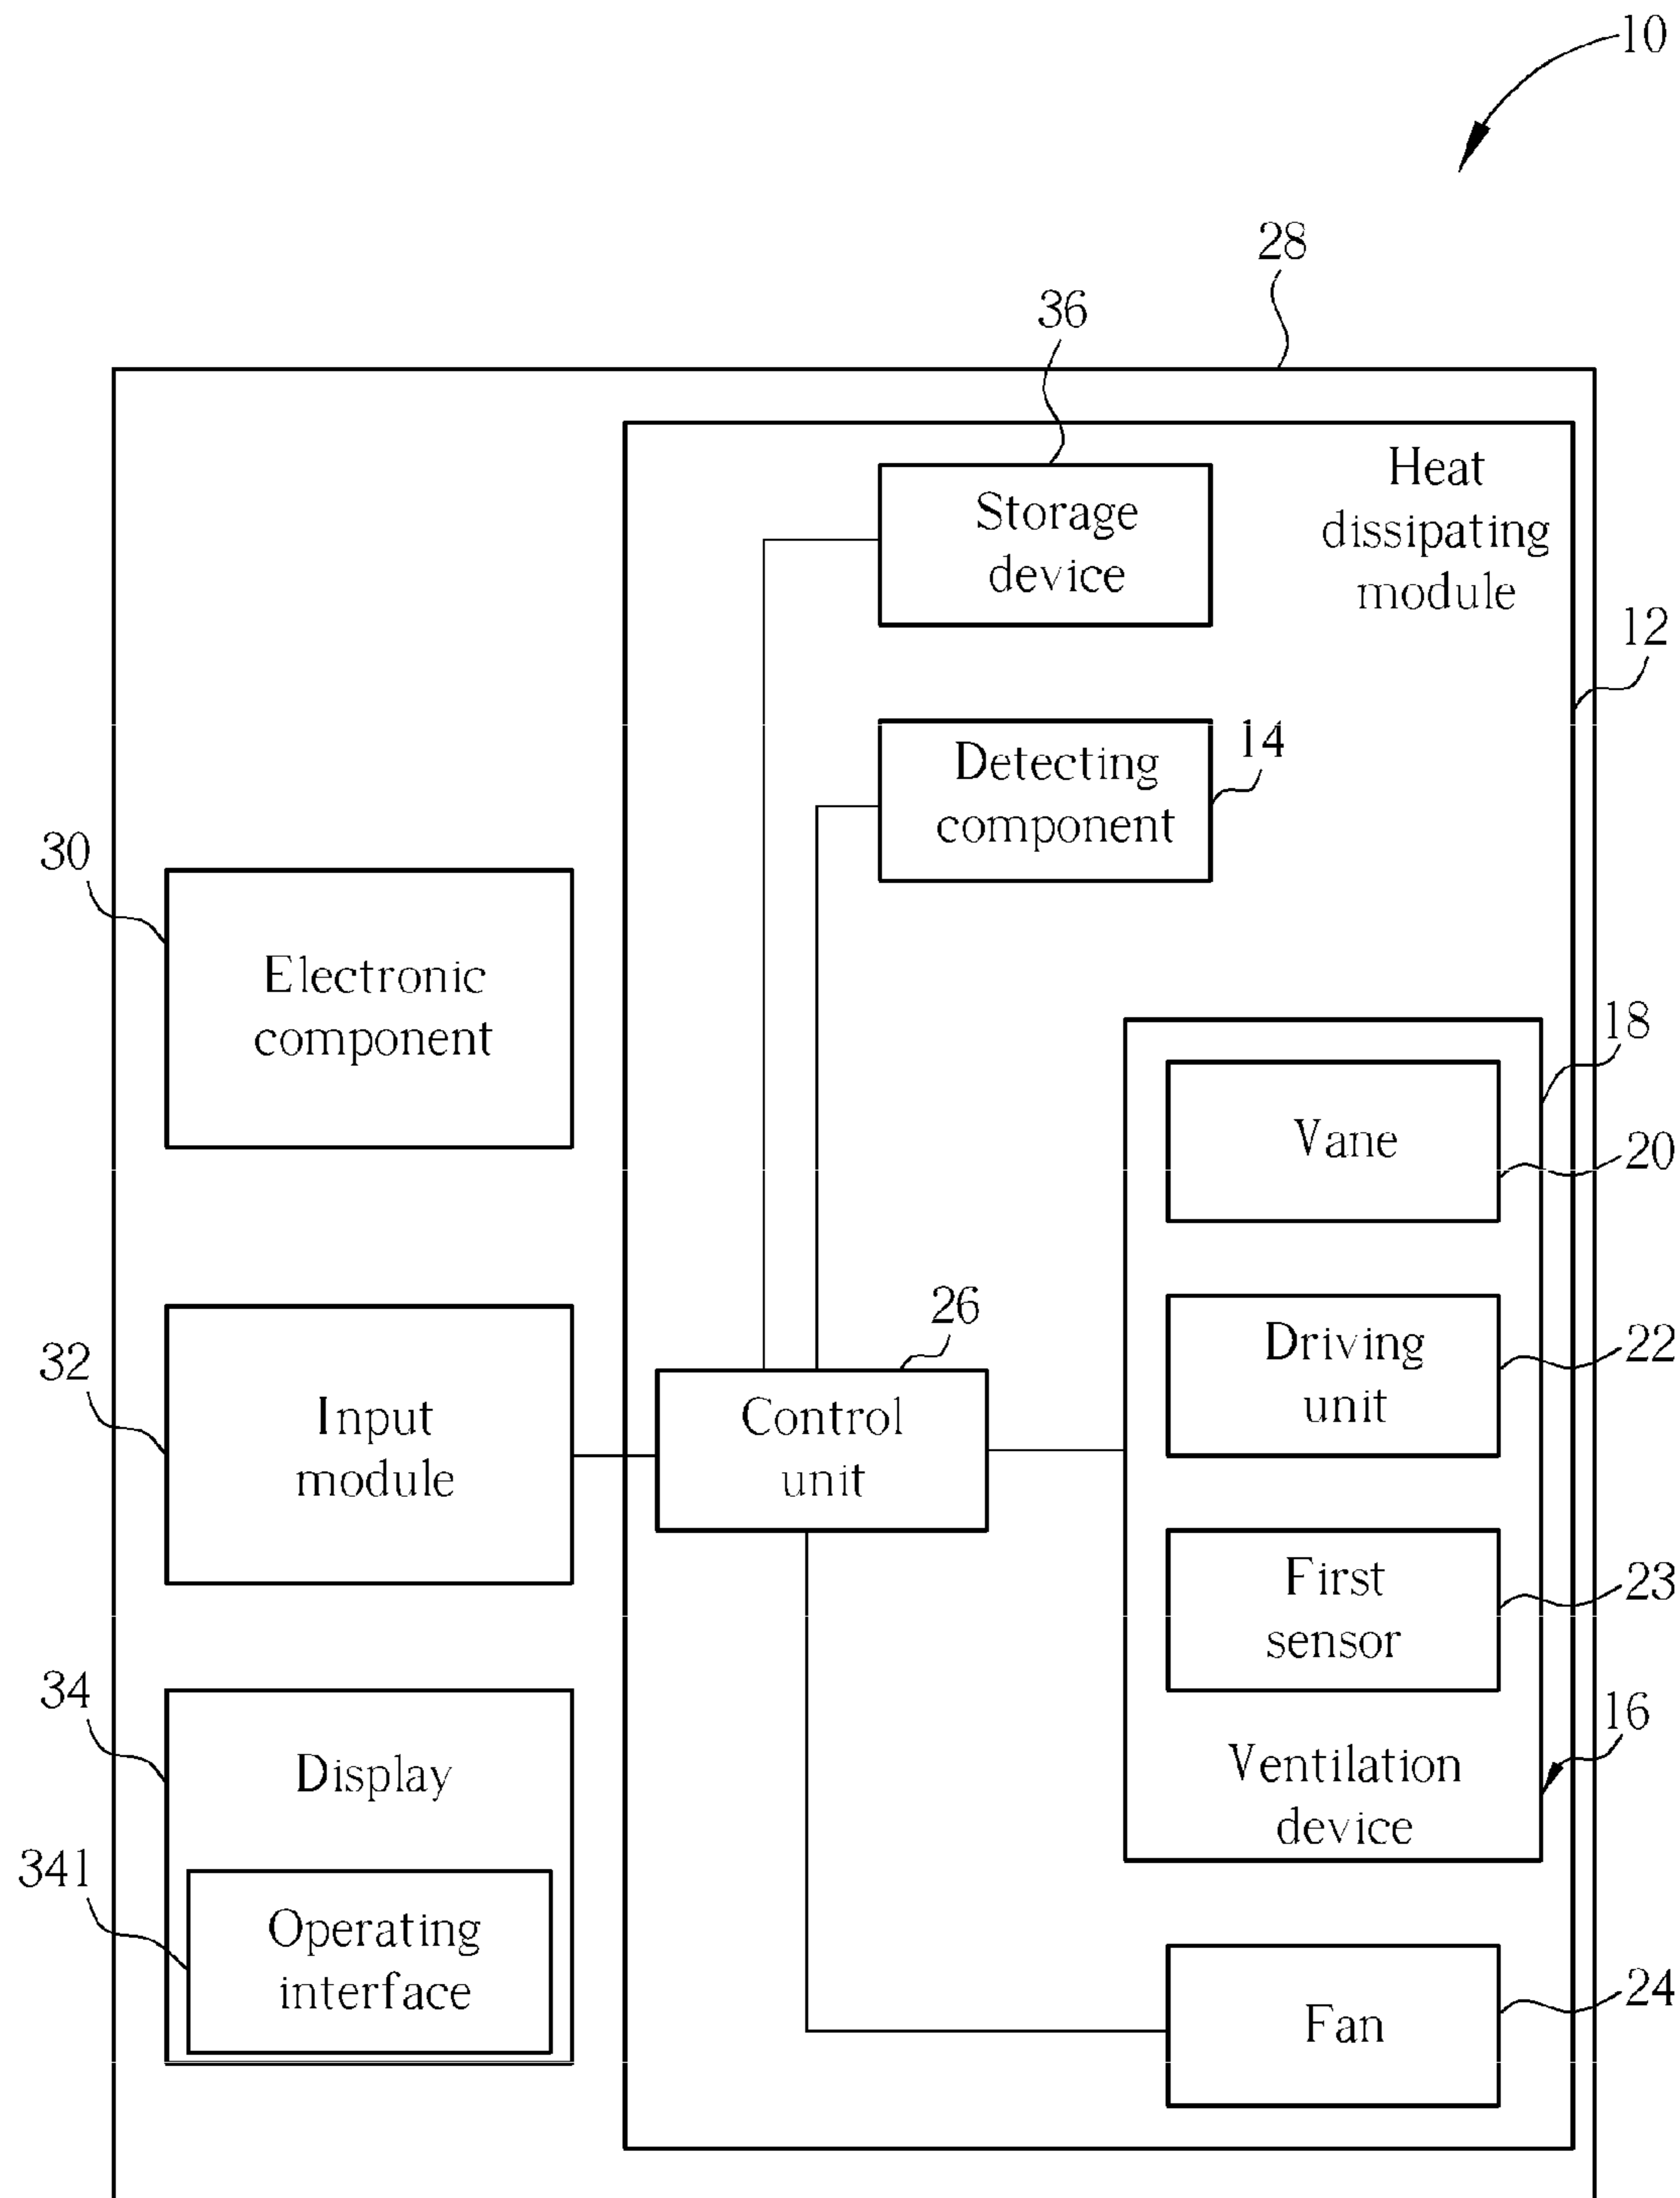 10
28
36
Storage
device
Heat
dissipating
module
12
Detecting
component
14
30
Electronic
component
18
Vane
20
26
32
Input
module
Control
unit
Driving
unit
22
First
sensor
23
34
Display
16
Ventilation
device
341
Operating
interface
Fan
24